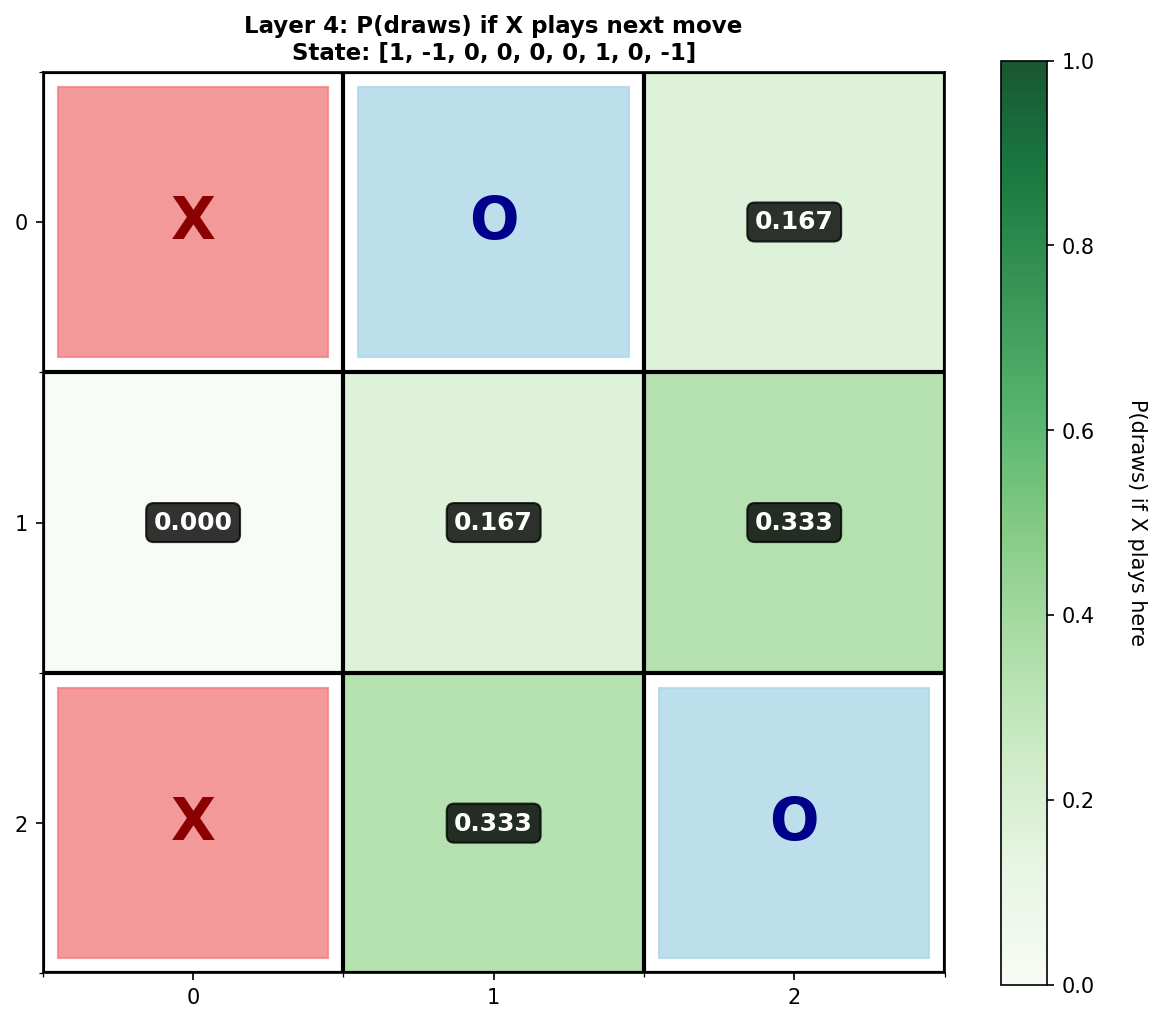 Layer 4: P(draws) if X plays next move
State: [1, -1, 0, 0, 0, 0, 1, 0, -1]
0
X
O
0.167
1
0.000
0.167
0.333
2
X
0.333
O
0
1
2
1.0
0.8
0.6
0.4
0.2
0.0
P(draws) if X plays here